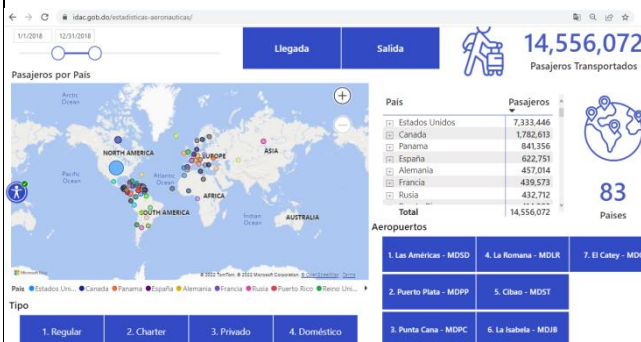 idac.gob.do/estadisticas-aeronauticas/
1/1/2018 12/31/2018
Llegada
Salida
14,556,072
Pasajeros Transportados
Pasajeros por País
Arctic
Ocean
NORTH AMERICA
EUROPE
ASIA
Pacific
Ocean
Atlantic
Ocean
AFRICA
SOUTH AMERICA
Indian
Ocean
AUSTRALIA
© 2022 TomTom, © 2022 Microsoft Corporation, © OpenStreetMap Terms
País Estados Uni... Canada Panama España Alemania Francia Rusia Puerto Rico Reino Uni...
País Pasajeros
Estados Unidos 7,333,446
Canada 1,782,613
Panama 841,356
España 622,751
Alemania 457,014
Francia 439,573
Rusia 432,712
Total 14,556,072
83
Paises
Aeropuertos
1. Las Américas - MDSD
4. La Romana - MDLR
7. El Catey -
2. Puerto Plata - MDPP
5. Cibao - MDST
3. Punta Cana - MDPC
6. La Isabela - MDJB
Tipo
1. Regular
2. Charter
3. Privado
4. Doméstico